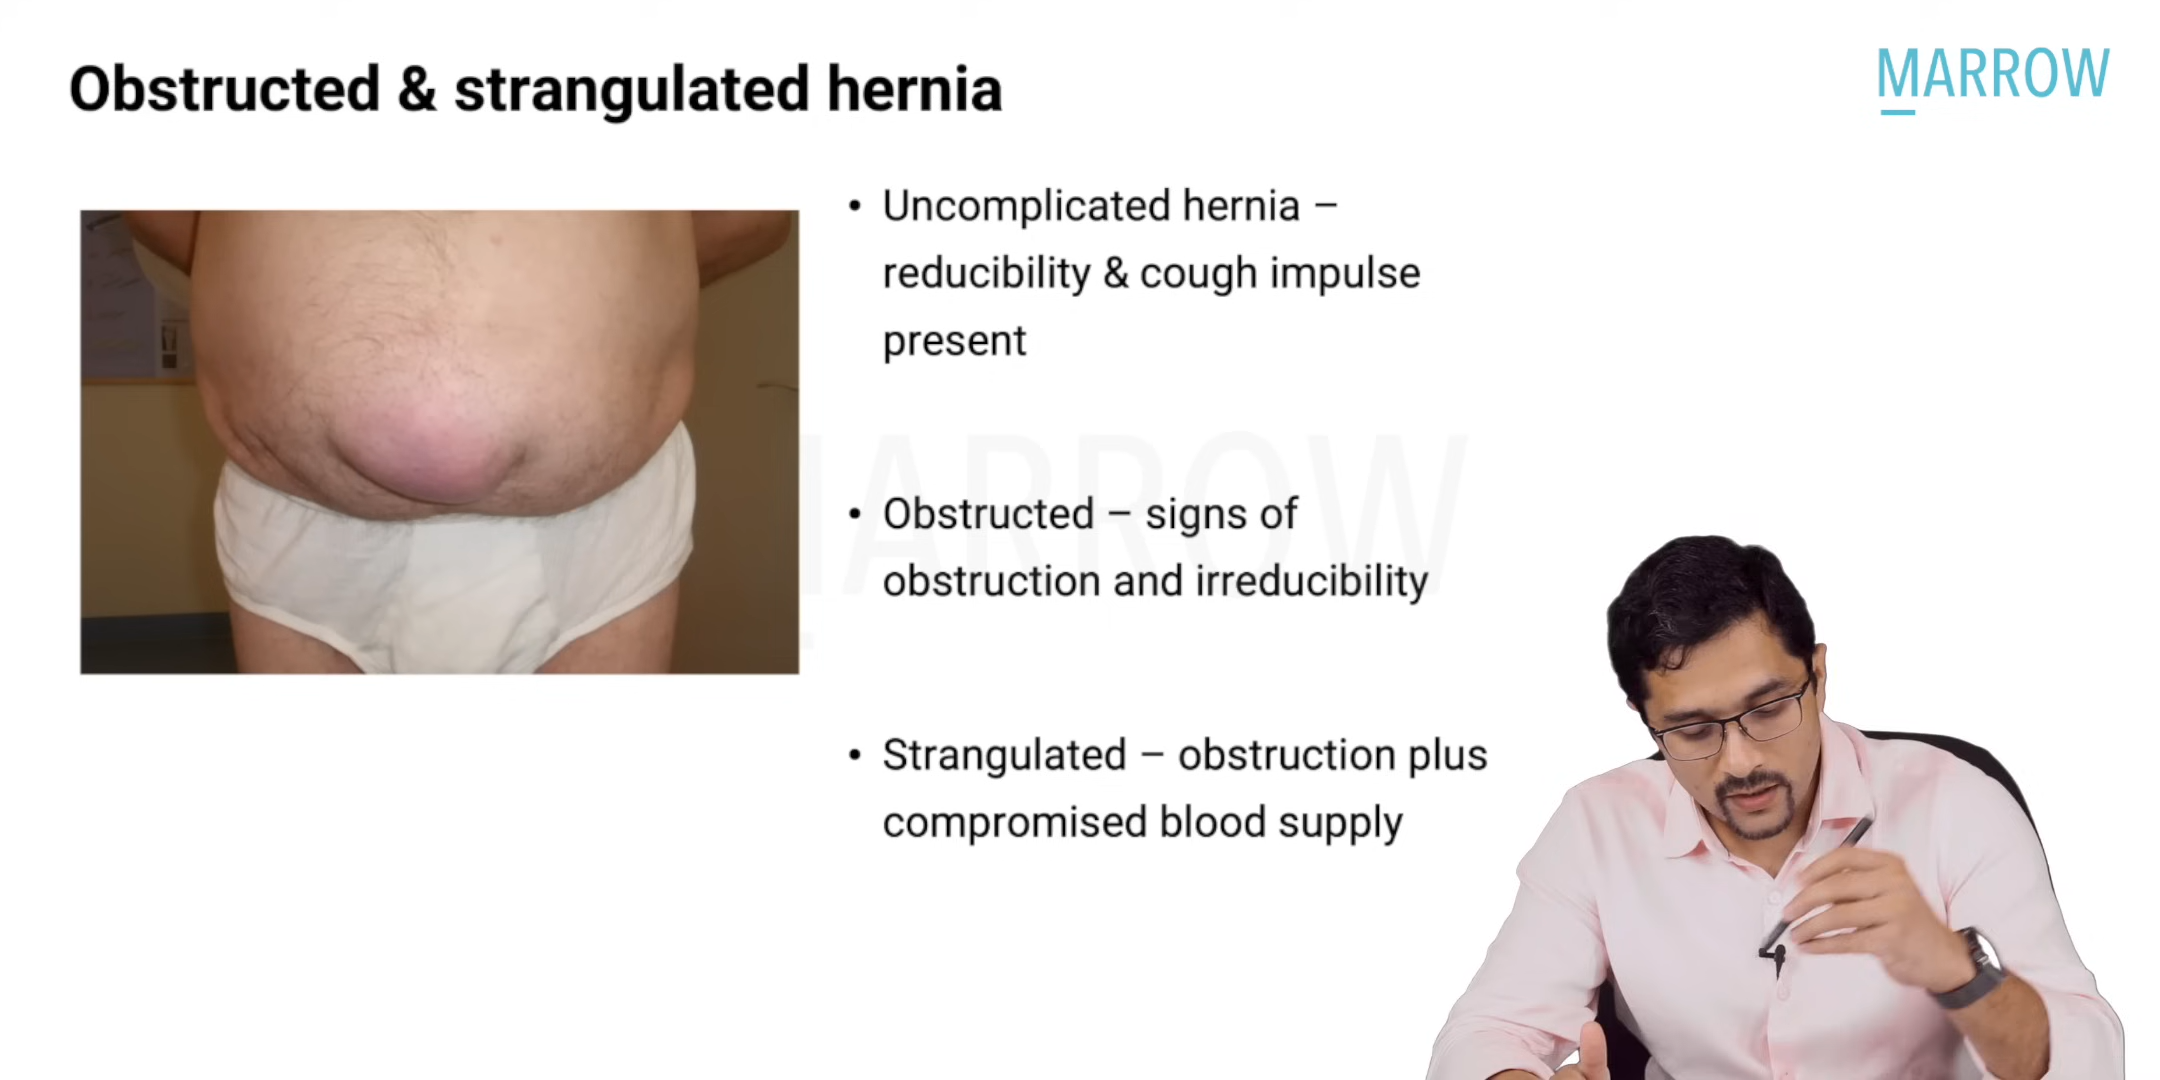 Obstructed & strangulated hernia
MARROW
• Uncomplicated hernia –
reducibility & cough impulse
present
• Obstructed – signs of
obstruction and irreducibility
• Strangulated – obstruction plus
compromised blood supply
MARROW